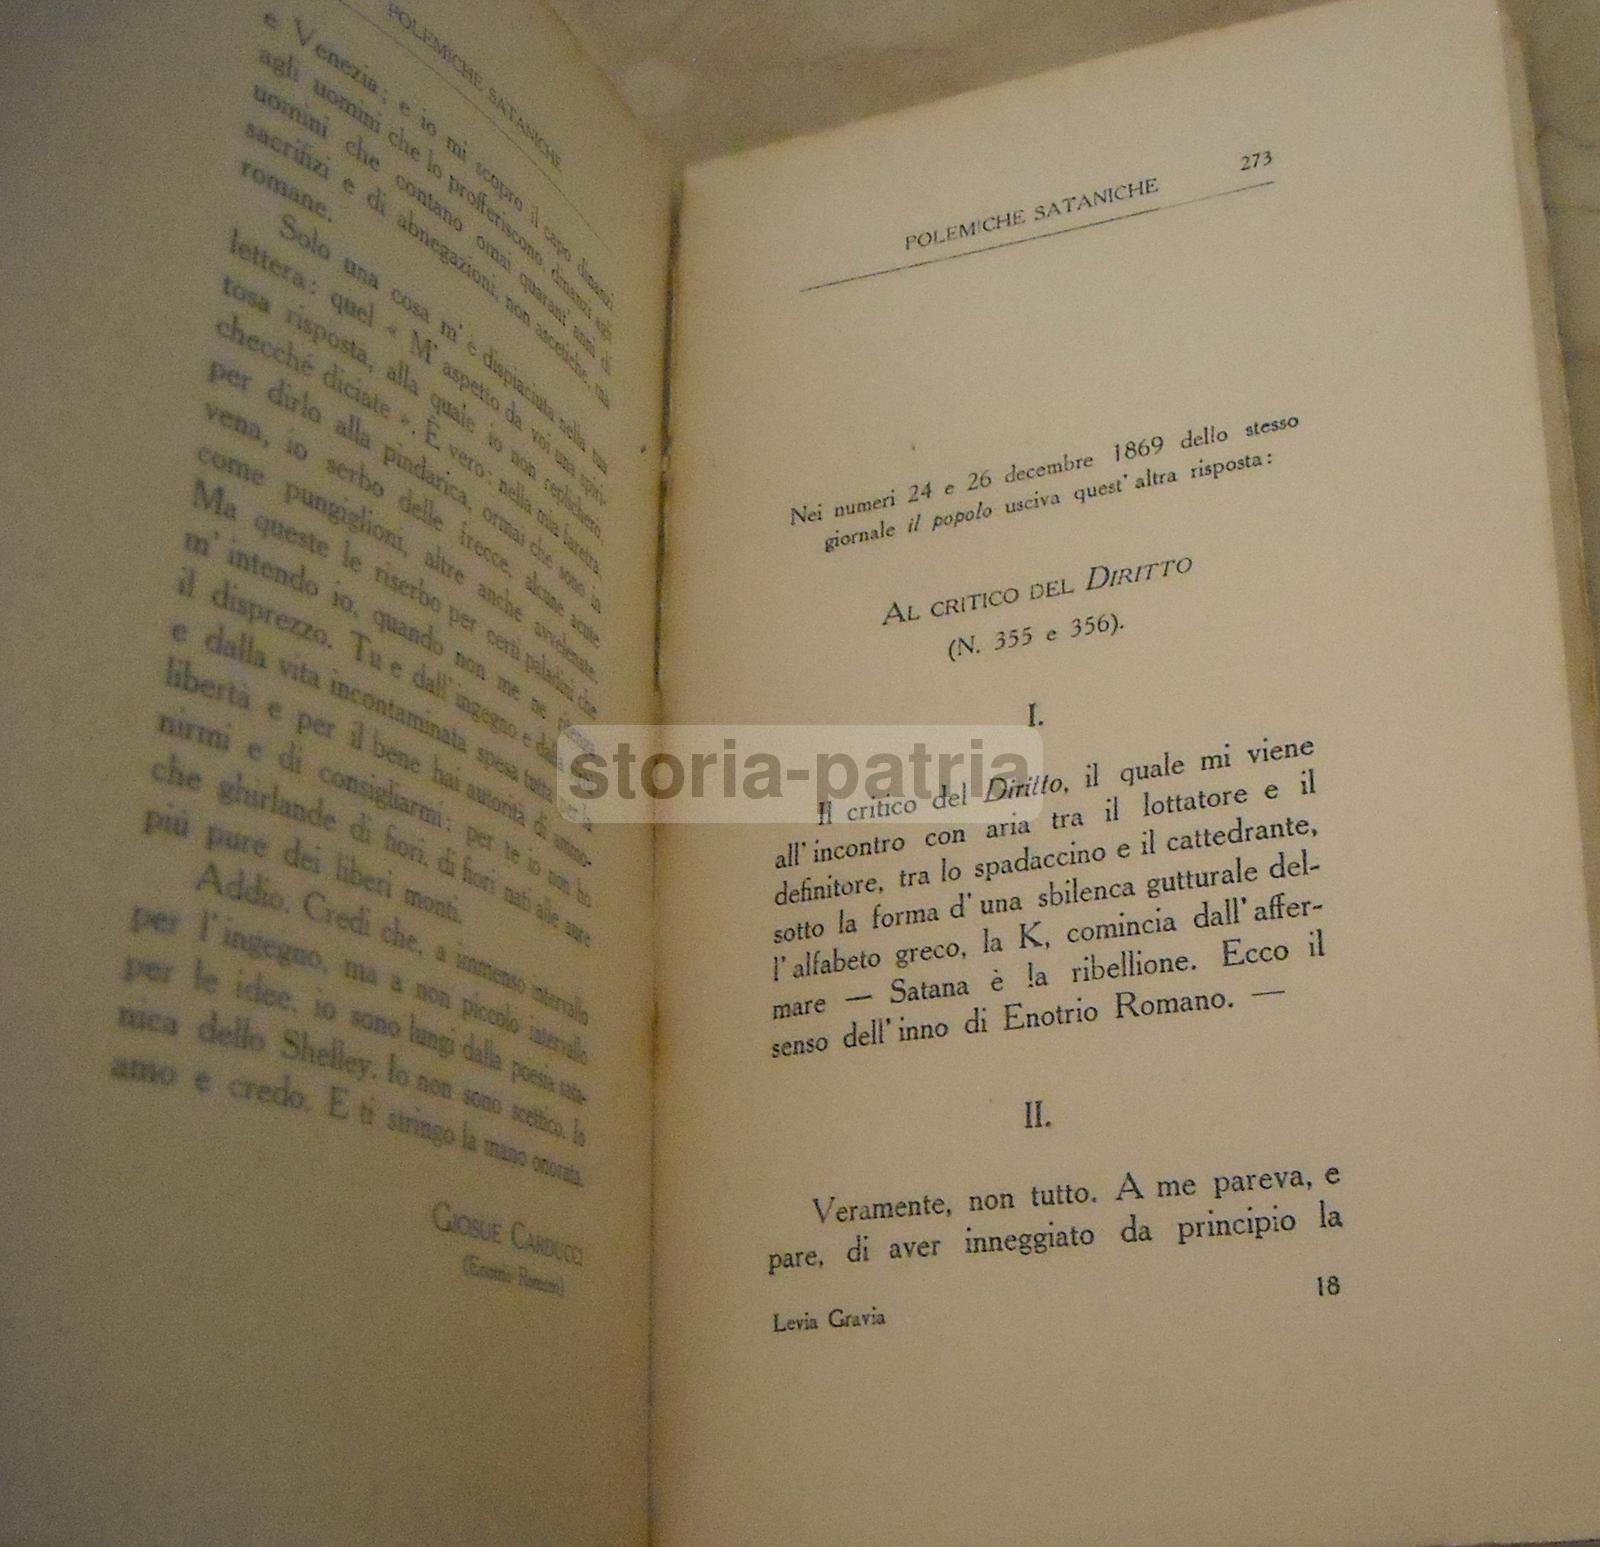 POLEMICHE SATANICHE
e Venezia; e io mi scopro il capo dinanzi
agli uomini che lo profferiscono, dinanzi agli
uomini che contano omai quarant' anni di
sacrifizi e di abnegazioni, non ascetiche, ma
romane.
Solo una cosa m' è dispiaciuta nella tua
lettera: quel « M' aspetto da voi una spiri-
tosa risposta, alla quale io non replicherò,
checché diciate ». È vero: nella mia faretra,
per dirlo alla pindarica, ormai che sono in
vena, io serbo delle frecce, alcune acute
come pungiglioni, altre anche avvelenate.
Ma queste le riserbo per certi paladini che
m' intendo io, quando non me ne ritenga
il disprezzo. Tu e dall' ingegno e dalla
e dalla vita incontaminata spesa tutta per la
libertà e per il bene hai autorità di ammo-
nirmi e di consigliarmi: per te io non ho
che ghirlande di fiori, di fiori nati alle aure
più pure dei liberi monti.
Addio. Credi che, a immenso intervallo
per l' ingegno, ma a non piccolo intervallo
per le idee, io sono lungi dalla poesia sata-
nica dello Shelley. Io non sono scettico. Io
amo e credo. E ti stringo la mano onorata.
GIOSUE CARDUCCI
(Enotrio Romano)
POLEMICHE SATANICHE 273
Nei numeri 24 e 26 decembre 1869 dello stesso
giornale il popolo usciva quest' altra risposta:
AL CRITICO DEL DIRITTO
(N. 355 e 356).
I.
Il critico del Diritto, il quale mi viene
all' incontro con aria tra il lottatore e il
definitore, tra lo spadaccino e il cattedrante,
sotto la forma d' una sbilenca gutturale del-
l' alfabeto greco, la K, comincia dall' affer-
mare — Satana è la ribellione. Ecco il
senso dell' inno di Enotrio Romano. —
II.
Veramente, non tutto. A me pareva, e
pare, di aver inneggiato da principio la
Levia Gravia 18
storia-patria